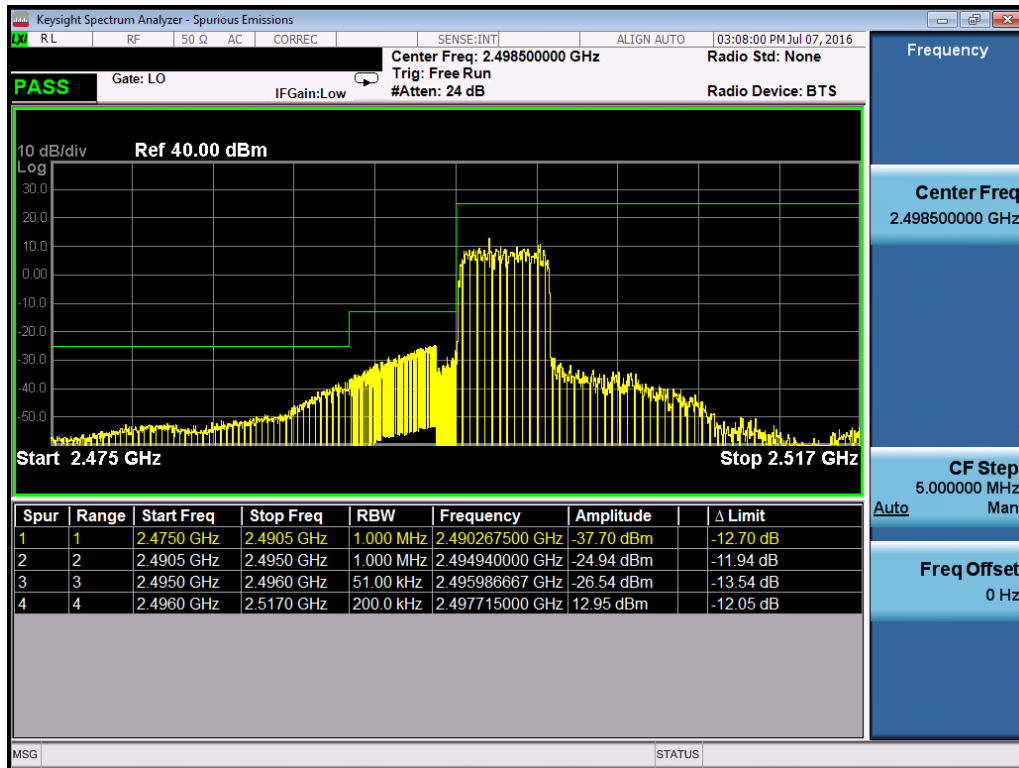 Keysight Spectrum Analyzer - Spurious Emissions
LXI RL RF 50 Ω AC CORREC SENSE:INT ALIGN AUTO 03:08:00 PM Jul 07, 2016
Center Freq: 2.498500000 GHz Radio Std: None
Trig: Free Run
PASS Gate: LO IFGain:Low #Atten: 24 dB Radio Device: BTS
10 dB/div Ref 40.00 dBm
Log
30.0
20.0
10.0
0.00
-10.0
-20.0
-30.0
-40.0
-50.0
Start 2.475 GHz Stop 2.517 GHz
Spur Range Start Freq Stop Freq RBW Frequency Amplitude Δ Limit
1 1 2.4750 GHz 2.4905 GHz 1.000 MHz 2.490267500 GHz -37.70 dBm -12.70 dB
2 2 2.4905 GHz 2.4950 GHz 1.000 MHz 2.494940000 GHz -24.94 dBm -11.94 dB
3 3 2.4950 GHz 2.4960 GHz 51.00 kHz 2.495986667 GHz -26.54 dBm -13.54 dB
4 4 2.4960 GHz 2.5170 GHz 200.0 kHz 2.497715000 GHz 12.95 dBm -12.05 dB
MSG STATUS
Frequency
Center Freq
2.498500000 GHz
CF Step
5.000000 MHz
Auto Man
Freq Offset
0 Hz